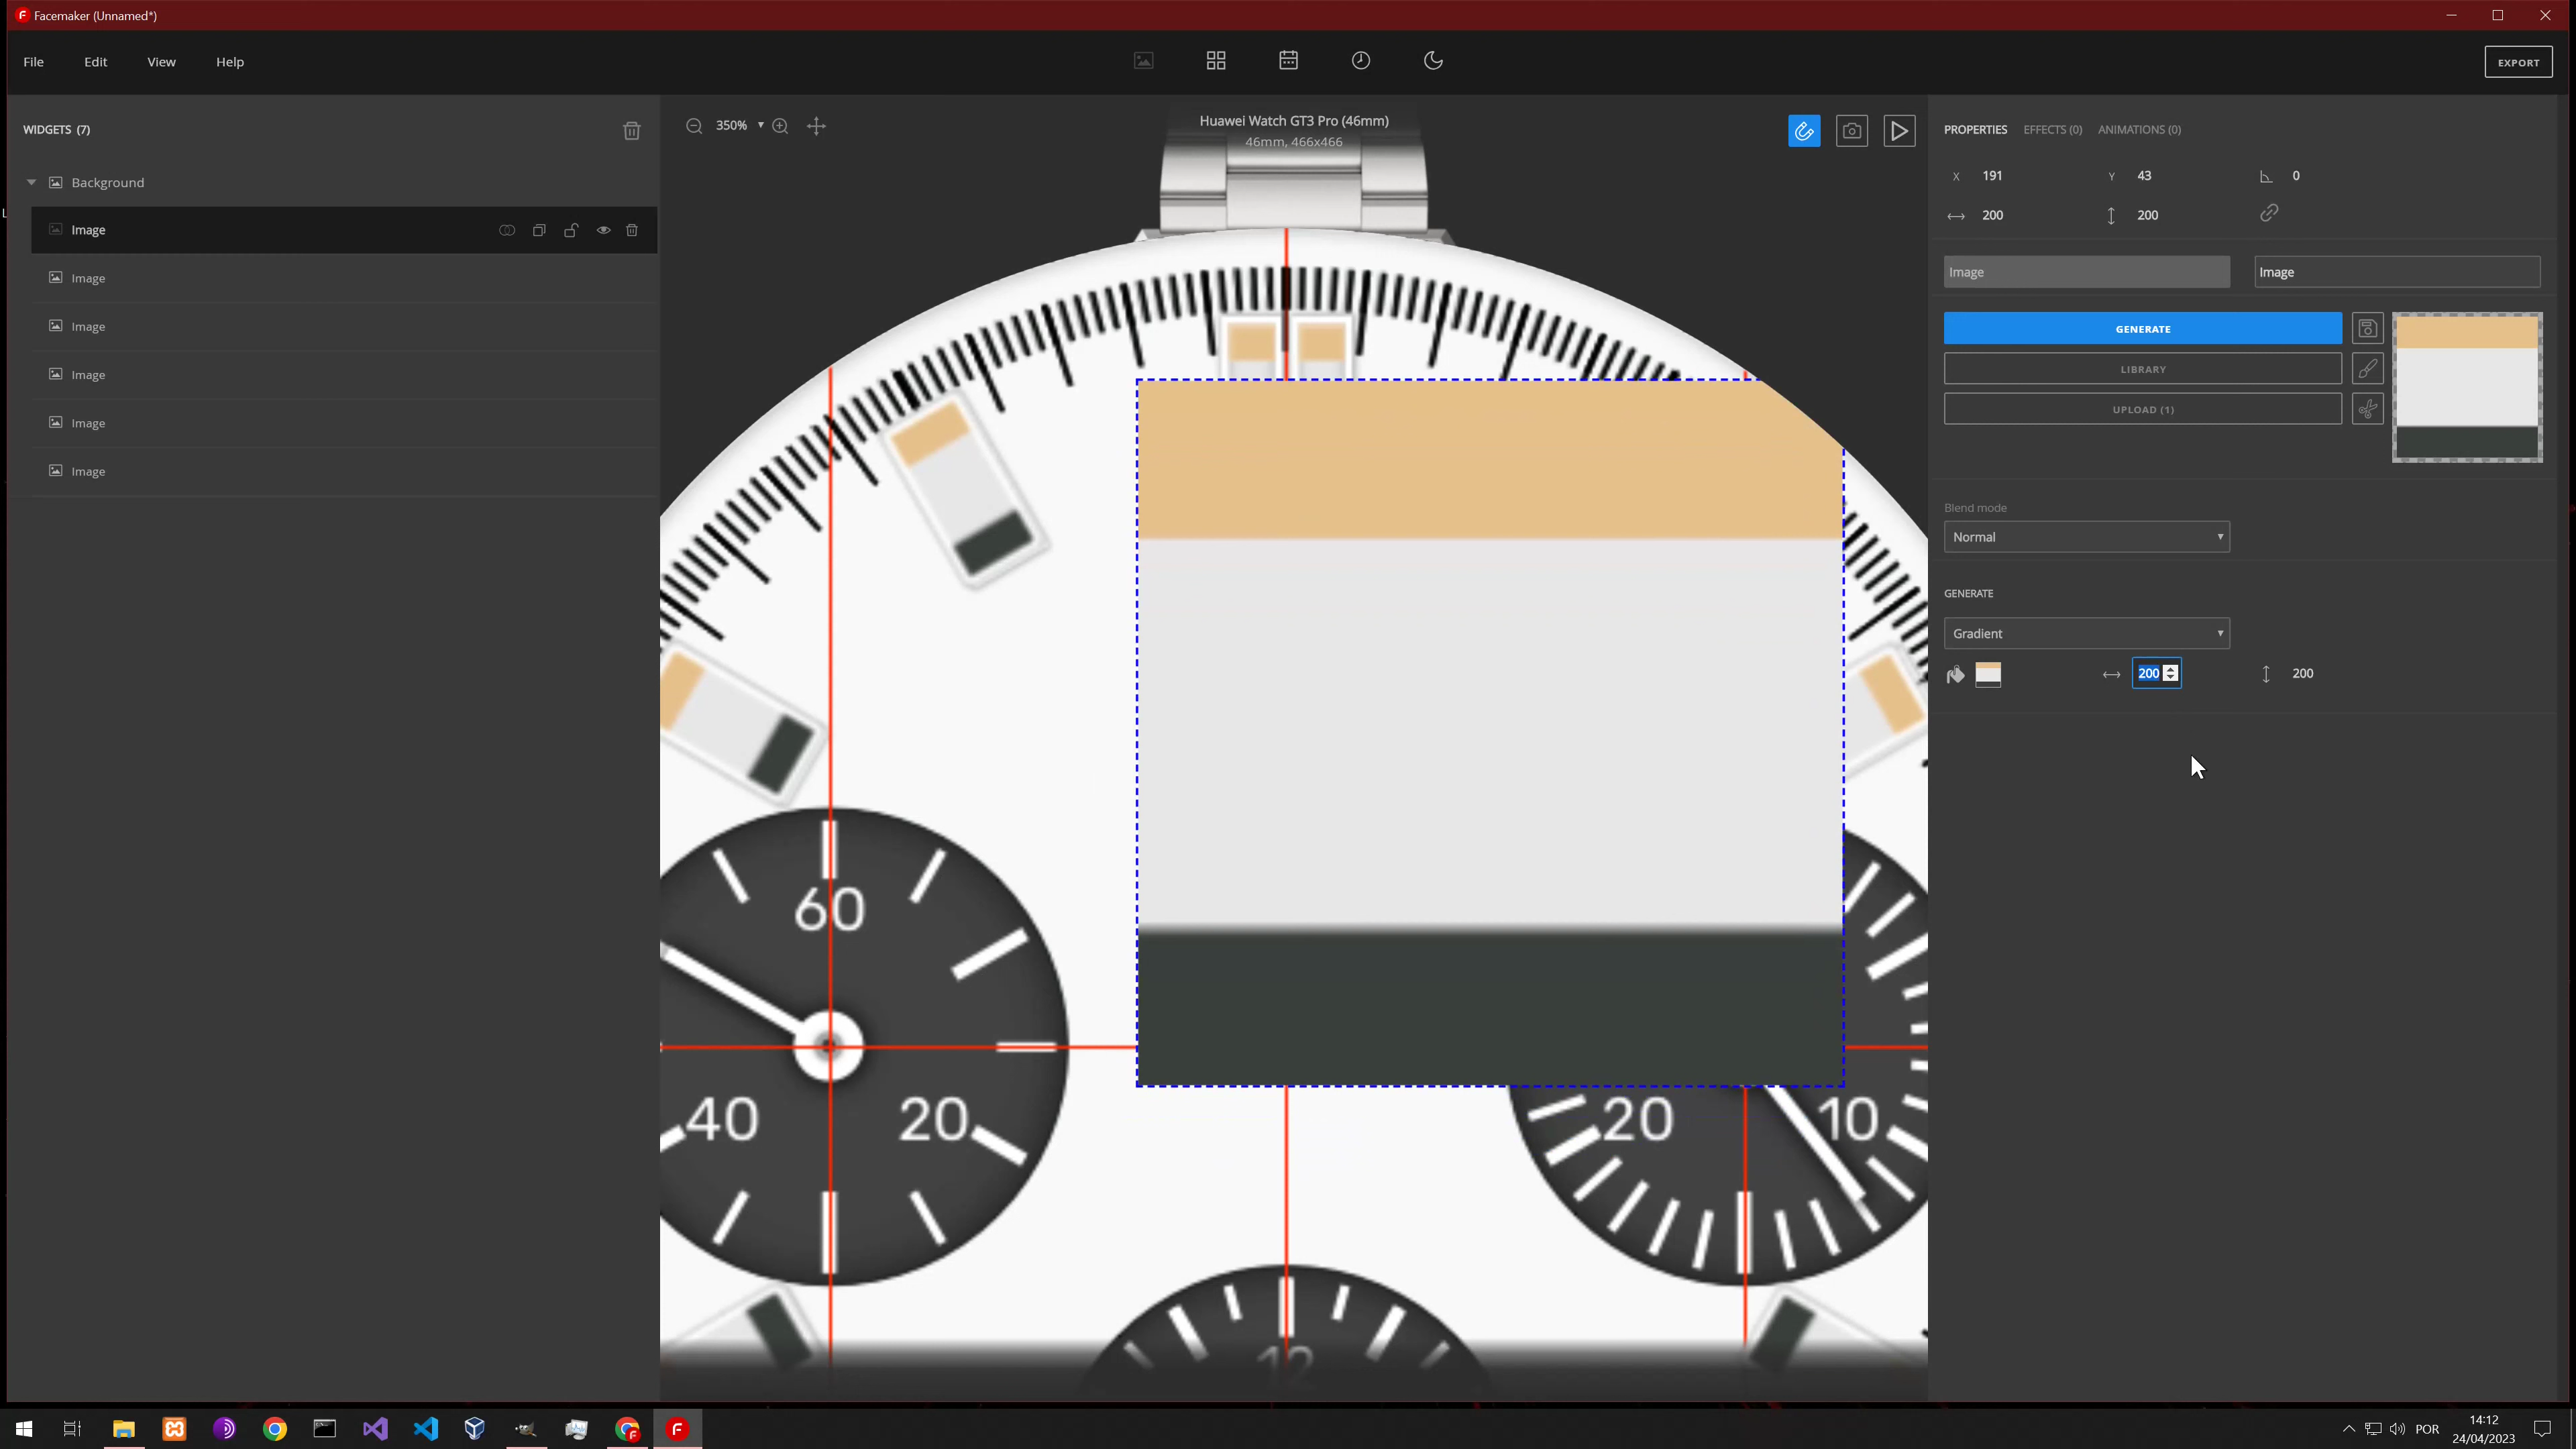 Facemaker (Unnamed*)
File Edit View Help
EXPORT
WIDGETS (7)
Background
Image
Image
Image
Image
Image
Image
350%
Huawei Watch GT3 Pro (46mm)
46mm, 466x466
60
40
20
20
10
12
PROPERTIES EFFECTS (0) ANIMATIONS (0)
X 191 Y 43 0
200 200
Image Image
GENERATE
LIBRARY
UPLOAD (1)
Blend mode
Normal
GENERATE
Gradient
200 200
POR
14:12
24/04/2023